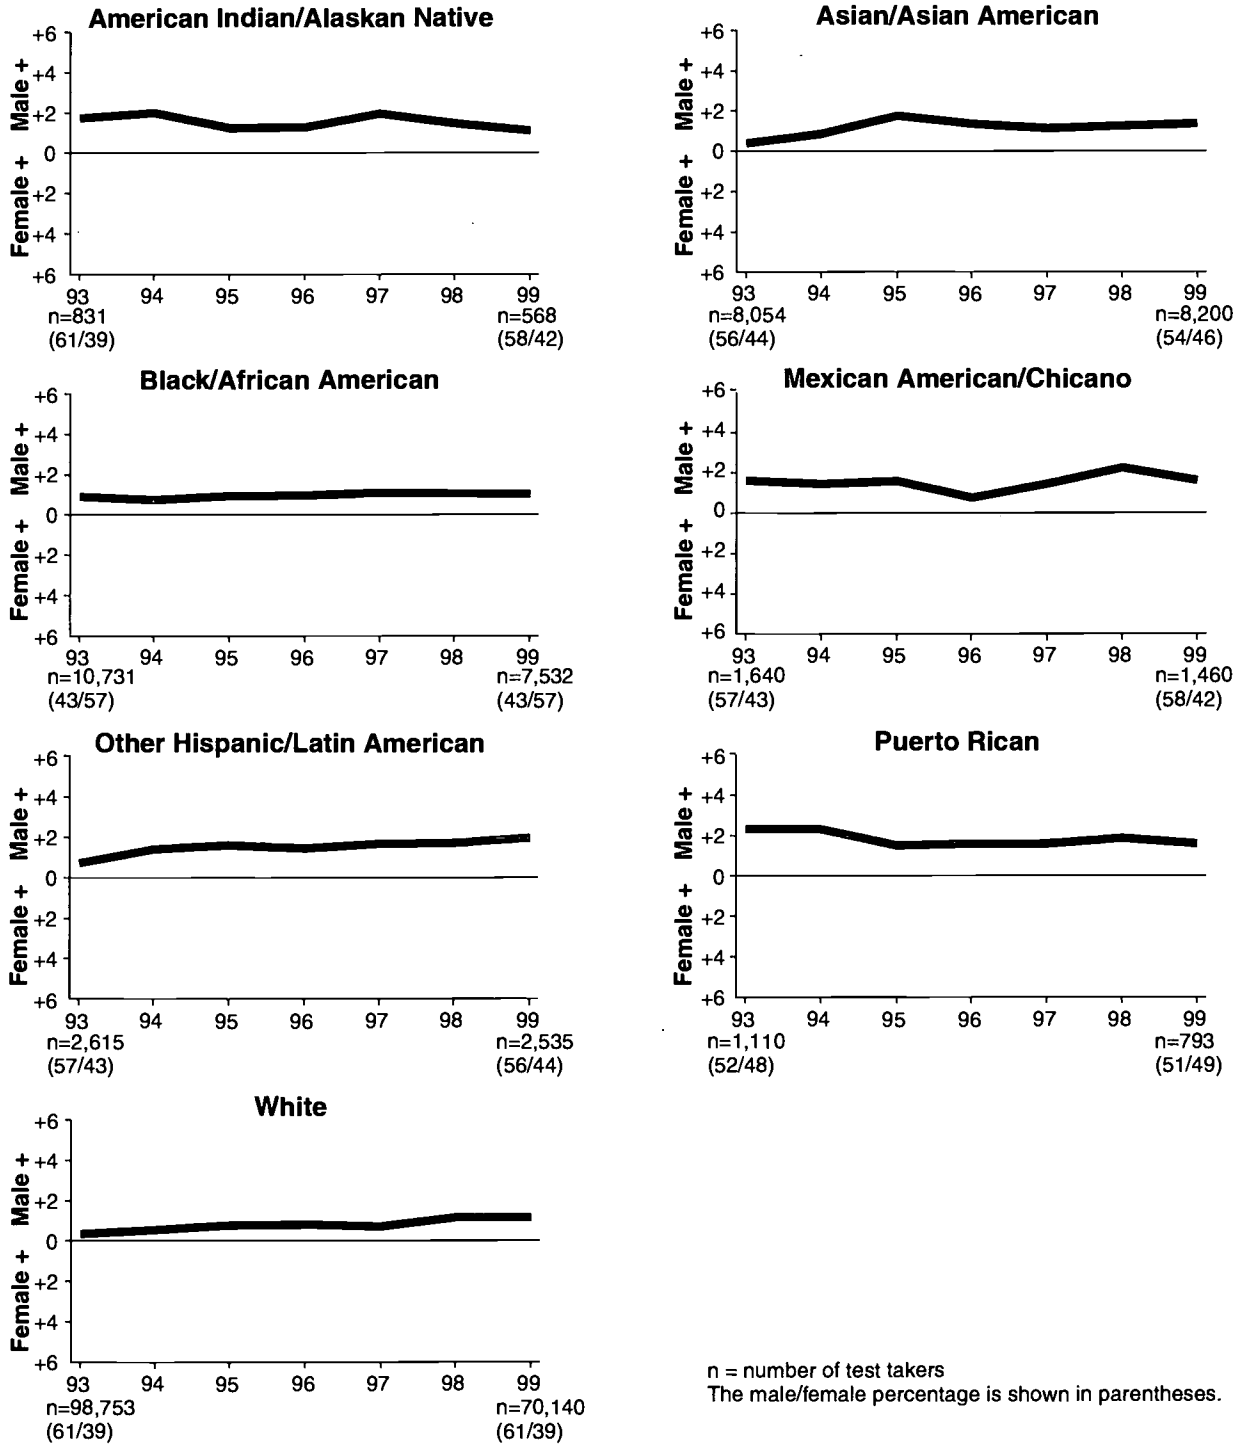 American Indian/Alaskan Native
+6
+4
+2
0
+2
+4
+6
Male +
Female +
93 94 95 96 97 98 99
n=831 n=568
(61/39) (58/42)
Asian/Asian American
+6
+4
+2
0
+2
+4
+6
Male +
Female +
93 94 95 96 97 98 99
n=8,054 n=8,200
(56/44) (54/46)
Black/African American
+6
+4
+2
0
+2
+4
+6
Male +
Female +
93 94 95 96 97 98 99
n=10,731 n=7,532
(43/57) (43/57)
Mexican American/Chicano
+6
+4
+2
0
+2
+4
+6
Male +
Female +
93 94 95 96 97 98 99
n=1,640 n=1,460
(57/43) (58/42)
Other Hispanic/Latin American
+6
+4
+2
0
+2
+4
+6
Male +
Female +
93 94 95 96 97 98 99
n=2,615 n=2,535
(57/43) (56/44)
Puerto Rican
+6
+4
+2
0
+2
+4
+6
Male +
Female +
93 94 95 96 97 98 99
n=1,110 n=793
(52/48) (51/49)
White
+6
+4
+2
0
+2
+4
+6
Male +
Female +
93 94 95 96 97 98 99
n=98,753 n=70,140
(61/39) (61/39)
n = number of test takers
The male/female percentage is shown in parentheses.